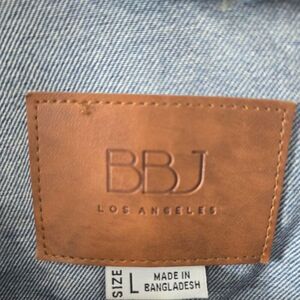 BBJ
LOS ANGELES
SIZE
L
MADE IN
BANGLADESH